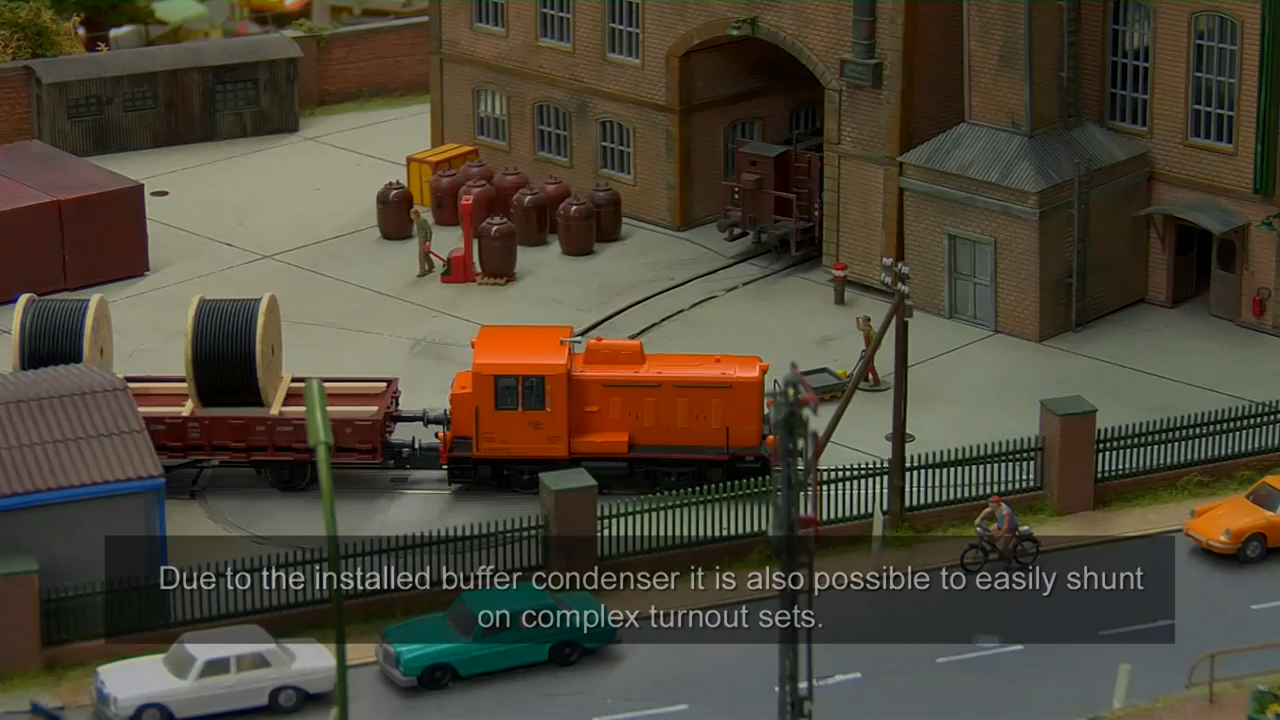 Due to the installed buffer condenser it is also possible to easily shunt
on complex turnout sets.